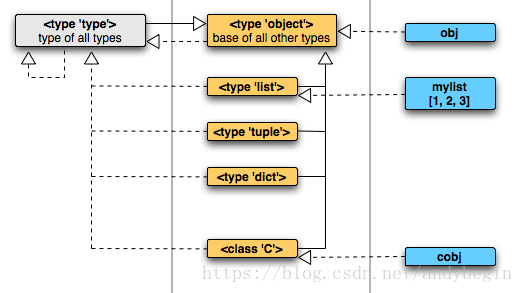 <type 'type'>
type of all types
<type 'object'>
base of all other types
obj
<type 'list'>
mylist
[1, 2, 3]
<type 'tuple'>
<type 'dict'>
<class 'C'>
cobj
https://blog.csdn.net/andybegin